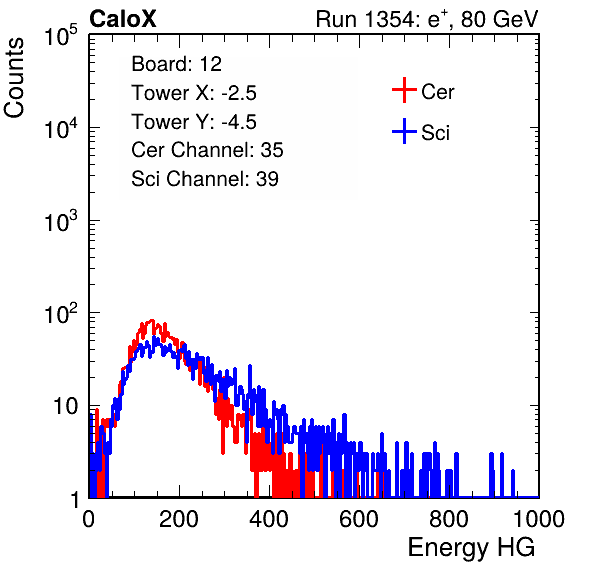 CaloX Run 1354: e⁺, 80 GeV
Counts
Board: 12
Tower X: -2.5
Tower Y: -4.5
Cer Channel: 35
Sci Channel: 39
Cer
Sci
10⁵
10⁴
10³
10²
10
1
0 200 400 600 800 1000
Energy HG